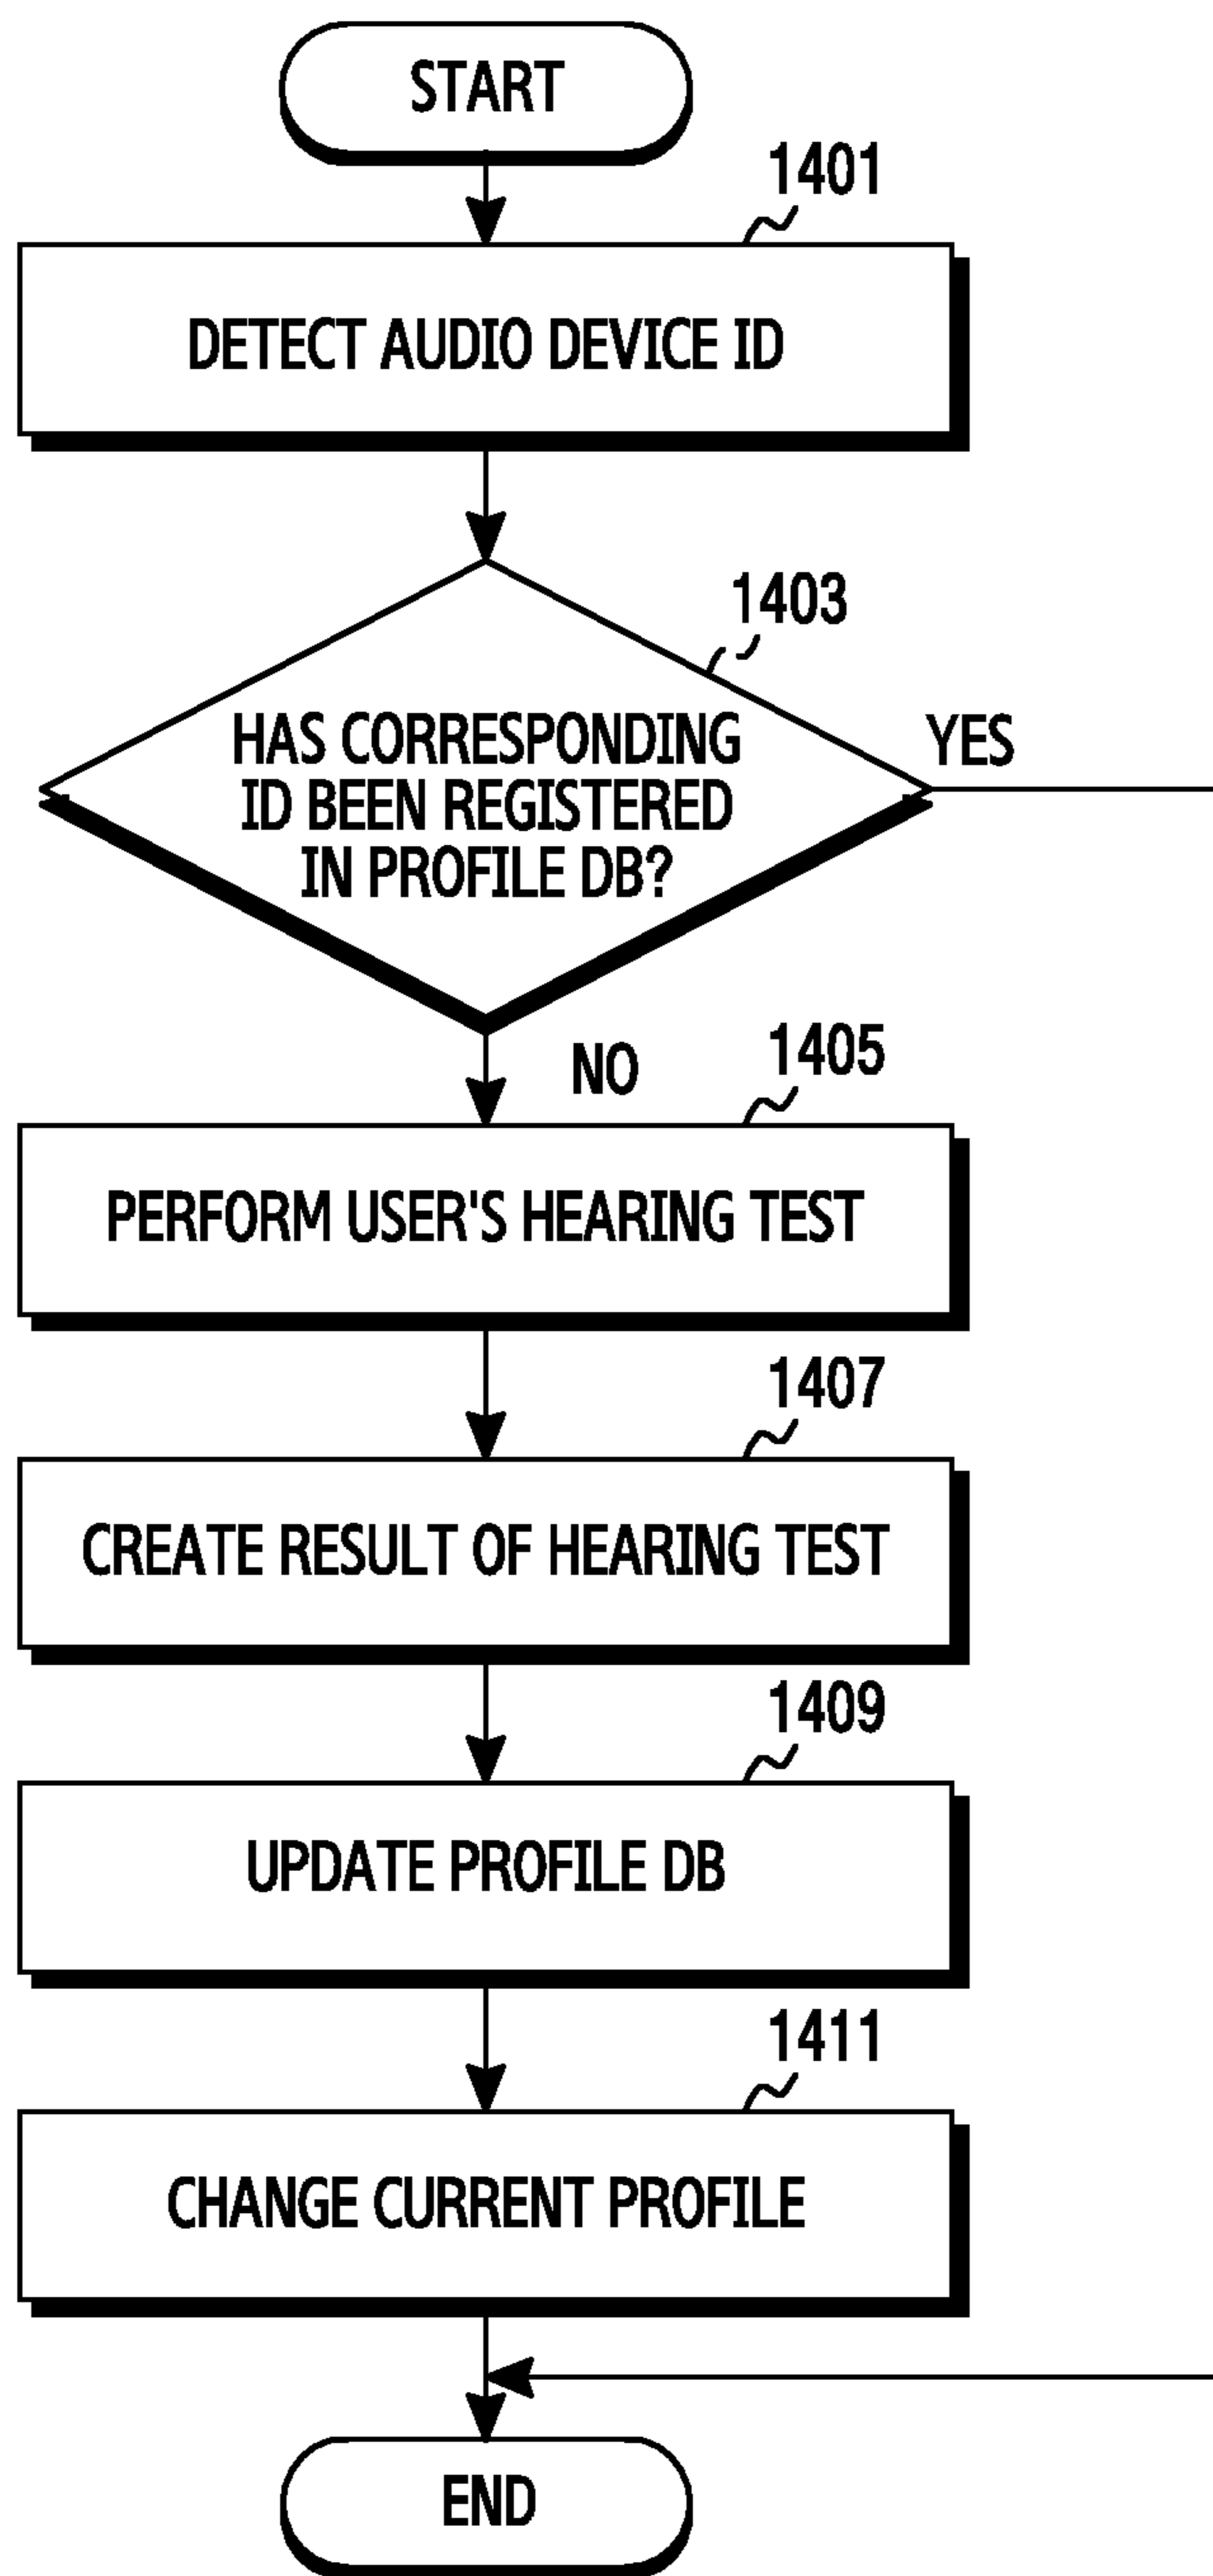 START
1401
DETECT AUDIO DEVICE ID
1403
HAS CORRESPONDING
ID BEEN REGISTERED
IN PROFILE DB?
YES
NO
1405
PERFORM USER'S HEARING TEST
1407
CREATE RESULT OF HEARING TEST
1409
UPDATE PROFILE DB
1411
CHANGE CURRENT PROFILE
END